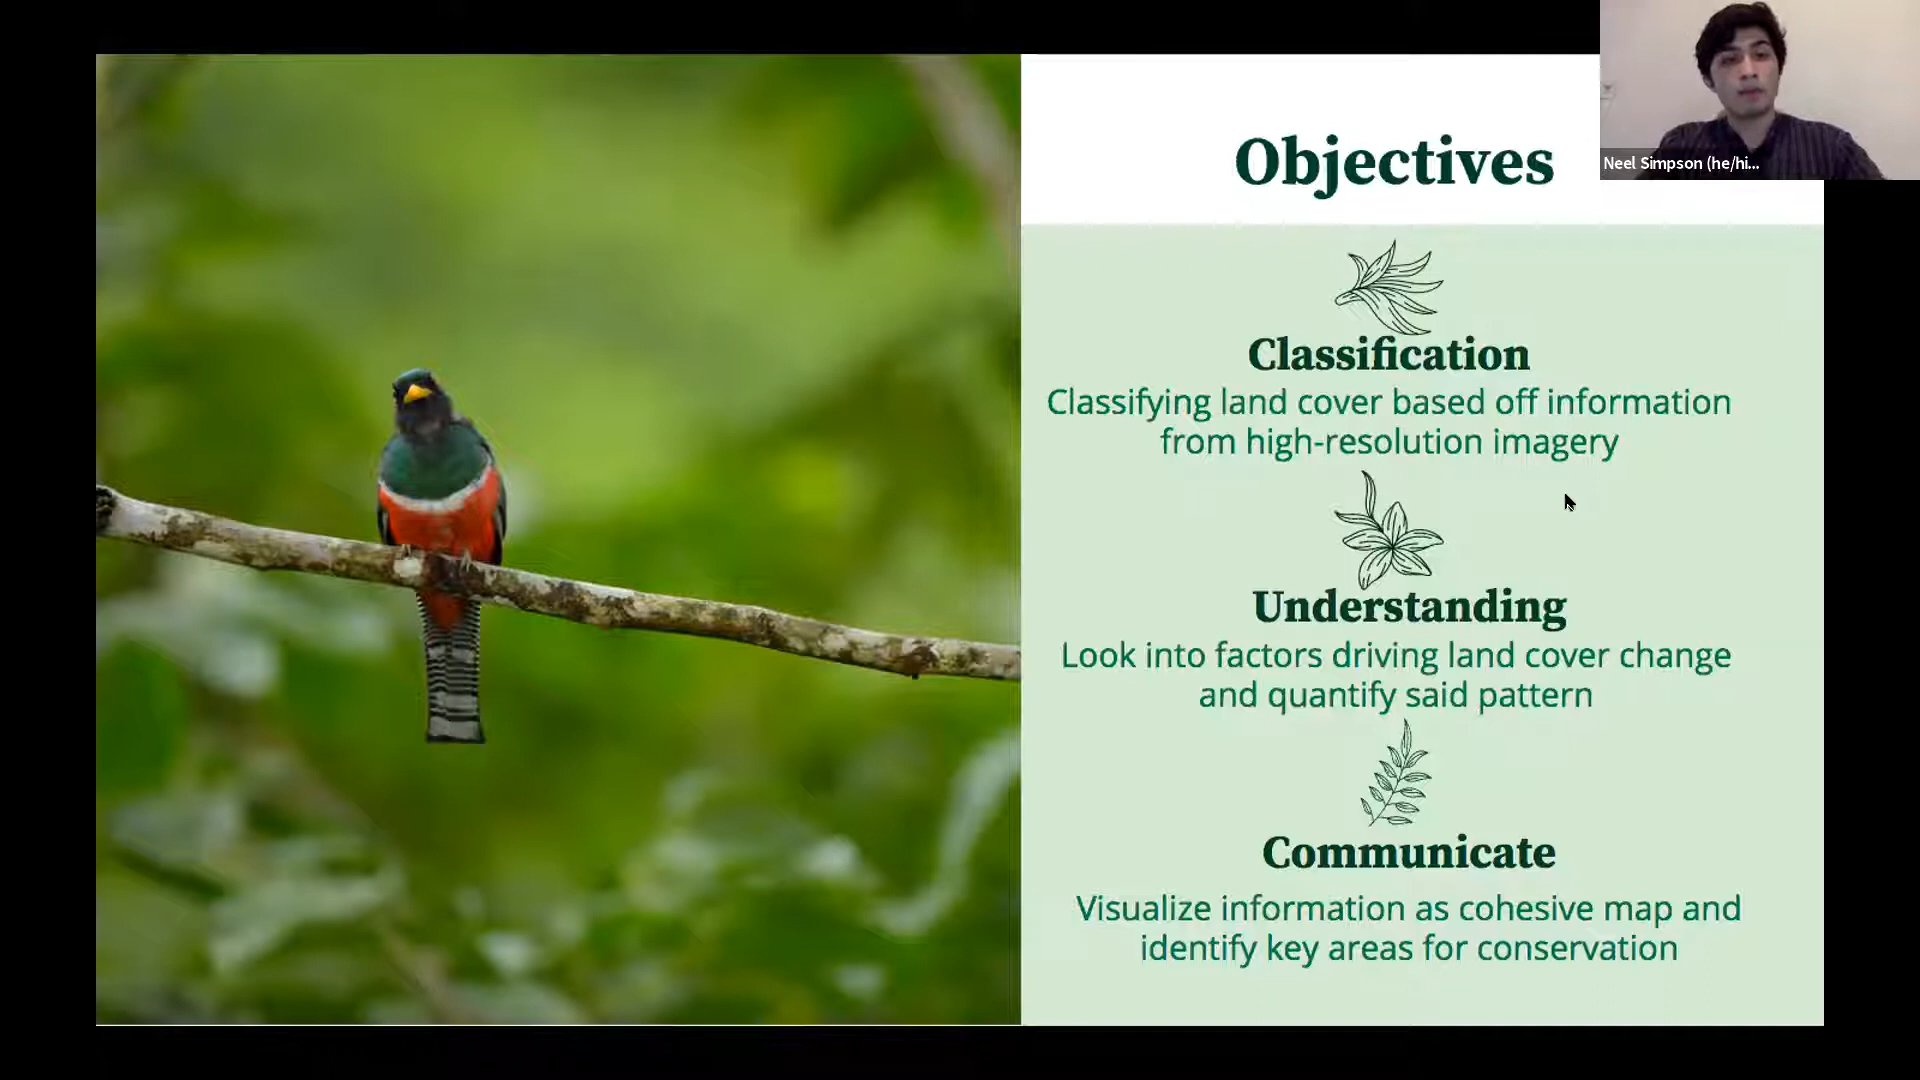 Objectives
Neel Simpson (he/hi...
Classification
Classifying land cover based off information
from high-resolution imagery
Understanding
Look into factors driving land cover change
and quantify said pattern
Communicate
Visualize information as cohesive map and
identify key areas for conservation